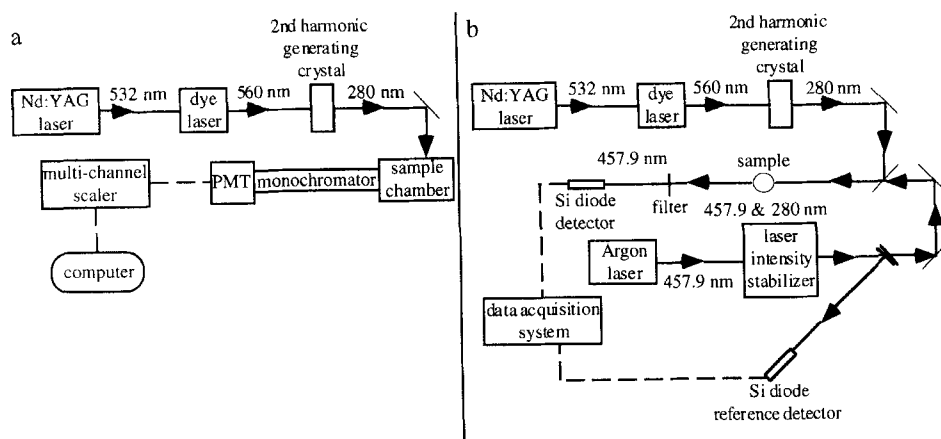 a
2nd harmonic
generating
crystal
Nd:YAG
laser
532 nm
dye
laser
560 nm
280 nm
multi-channel
scaler
PMT
monochromator
sample
chamber
computer
b
2nd harmonic
generating
crystal
Nd:YAG
laser
532 nm
dye
laser
560 nm
280 nm
457.9 nm
sample
Si diode
detector
filter
457.9 & 280 nm
Argon
laser
457.9 nm
laser
intensity
stabilizer
data acquisition
system
Si diode
reference detector